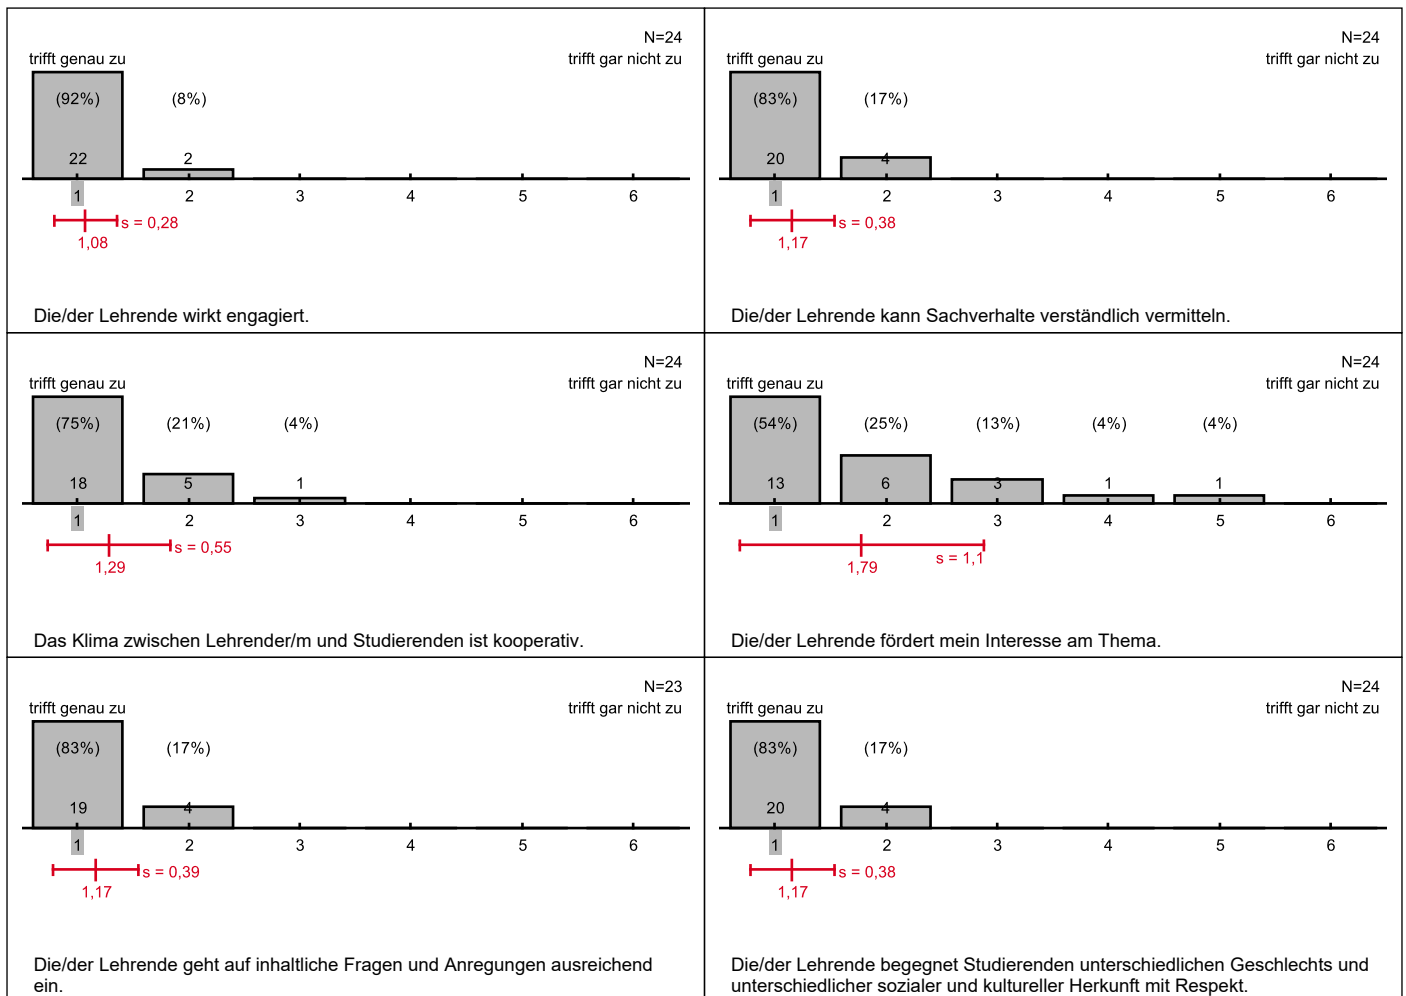 N=24
trifft genau zu trifft gar nicht zu
(92%) (8%)
22 2
1 2 3 4 5 6
s = 0,28
1,08
Die/der Lehrende wirkt engagiert.
N=24
trifft genau zu trifft gar nicht zu
(83%) (17%)
20 4
1 2 3 4 5 6
s = 0,38
1,17
Die/der Lehrende kann Sachverhalte verständlich vermitteln.
N=24
trifft genau zu trifft gar nicht zu
(75%) (21%) (4%)
18 5 1
1 2 3 4 5 6
s = 0,55
1,29
Das Klima zwischen Lehrender/m und Studierenden ist kooperativ.
N=24
trifft genau zu trifft gar nicht zu
(54%) (25%) (13%) (4%) (4%)
13 6 3 1 1
1 2 3 4 5 6
s = 1,1
1,79
Die/der Lehrende fördert mein Interesse am Thema.
N=23
trifft genau zu trifft gar nicht zu
(83%) (17%)
19 4
1 2 3 4 5 6
s = 0,39
1,17
Die/der Lehrende geht auf inhaltliche Fragen und Anregungen ausreichend
ein.
N=24
trifft genau zu trifft gar nicht zu
(83%) (17%)
20 4
1 2 3 4 5 6
s = 0,38
1,17
Die/der Lehrende begegnet Studierenden unterschiedlichen Geschlechts und
unterschiedlicher sozialer und kultureller Herkunft mit Respekt.